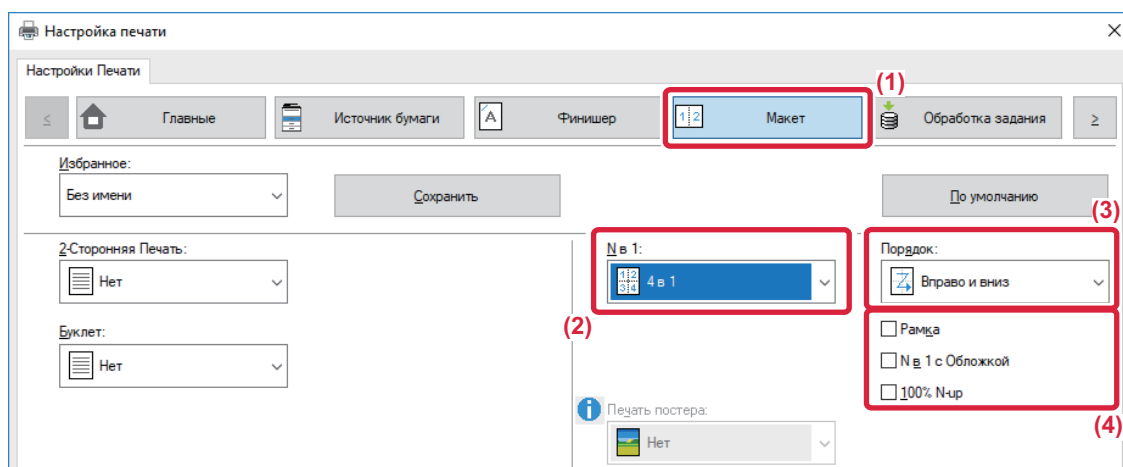 Настройка печати
Настройки Печати
(1)
Главные
Источник бумаги
Финишер
Макет
Обработка задания
Избранное:
Без имени
Сохранить
По умолчанию
(3)
2-Сторонняя Печать:
Нет
N в 1:
4 в 1
Порядок:
Вправо и вниз
(2)
Буклет:
Нет
Рамка
N в 1 с Обложкой
100% N-up
(4)
Печать постера:
Нет